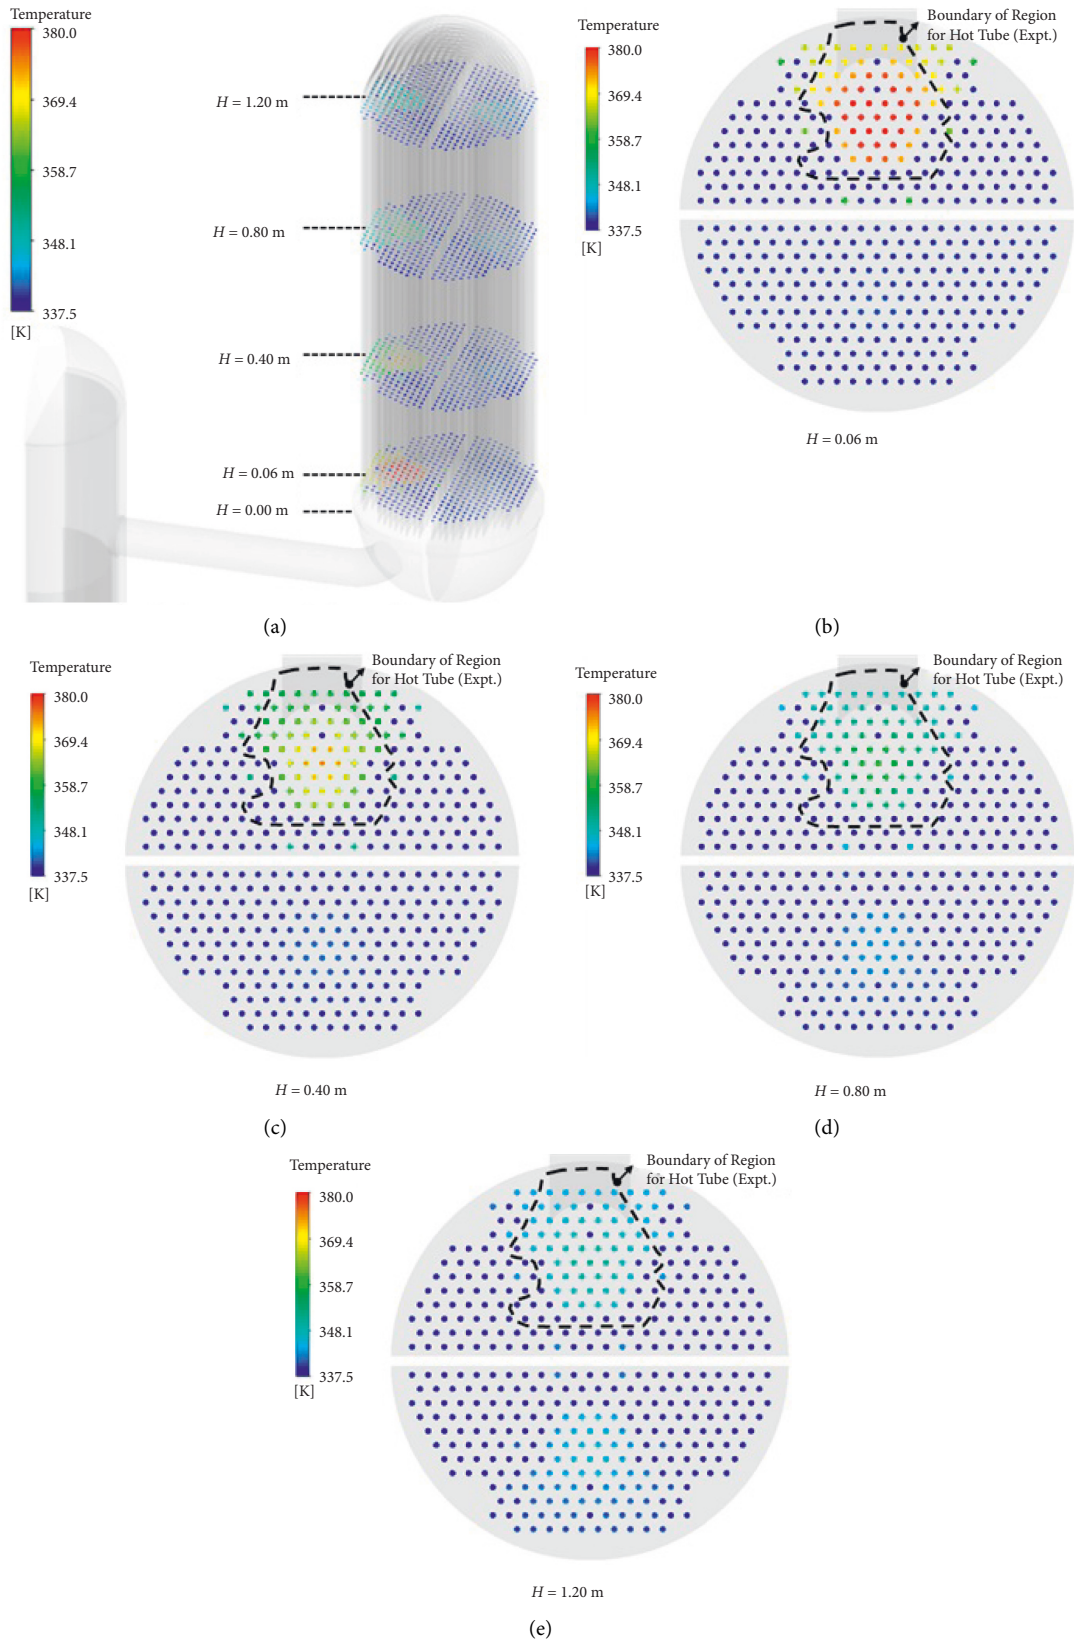 Temperature
380.0
369.4
358.7
348.1
337.5
[K]
H = 1.20 m
H = 0.80 m
H = 0.40 m
H = 0.06 m
H = 0.00 m
(a)
Temperature
380.0
369.4
358.7
348.1
337.5
[K]
Boundary of Region
for Hot Tube (Expt.)
H = 0.06 m
(b)
Temperature
380.0
369.4
358.7
348.1
337.5
[K]
Boundary of Region
for Hot Tube (Expt.)
H = 0.40 m
(c)
Temperature
380.0
369.4
358.7
348.1
337.5
[K]
Boundary of Region
for Hot Tube (Expt.)
H = 0.80 m
(d)
Temperature
380.0
369.4
358.7
348.1
337.5
[K]
Boundary of Region
for Hot Tube (Expt.)
H = 1.20 m
(e)